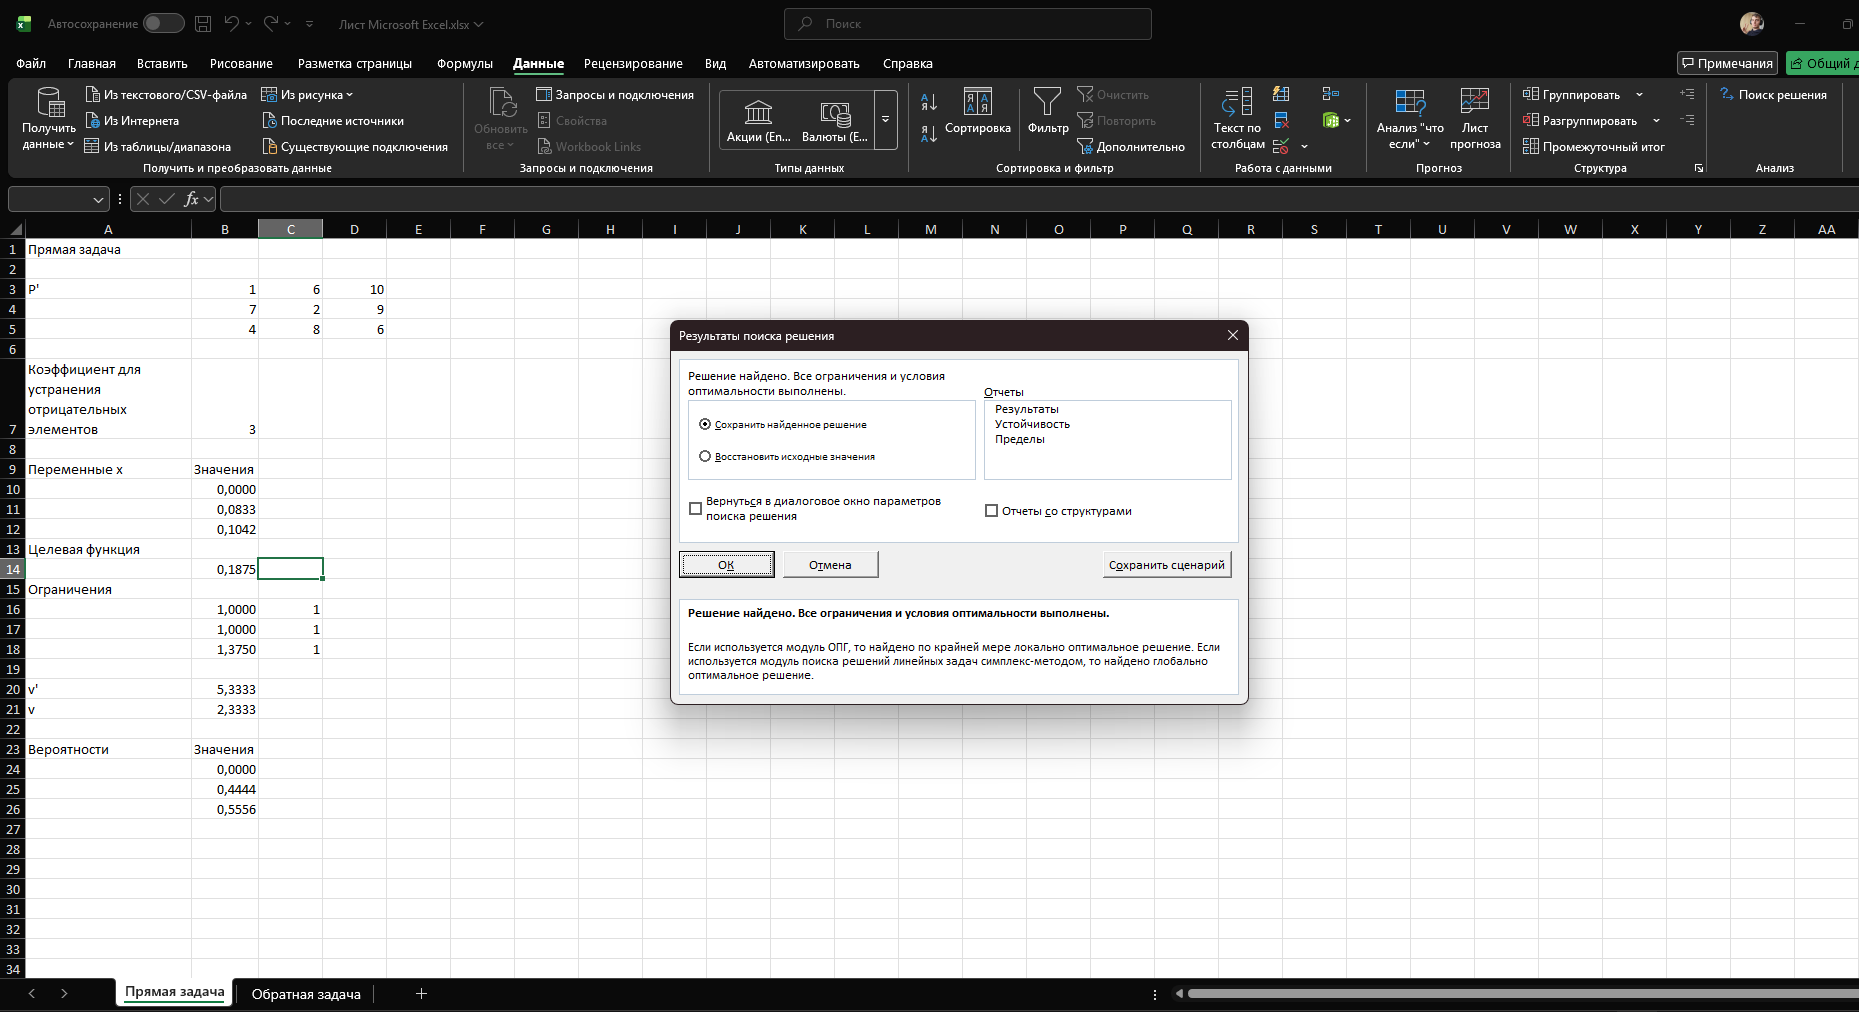 Автосохранение
Лист Microsoft Excel.xlsx
Поиск
Файл Главная Вставить Рисование Разметка страницы Формулы Данные Рецензирование Вид Автоматизировать Справка
Примечания
Общий д
Получить данные
Из текстового/CSV-файла
Из Интернета
Из таблицы/диапазона
Из рисунка
Последние источники
Существующие подключения
Получить и преобразовать данные
Обновить все
Запросы и подключения
Свойства
Workbook Links
Запросы и подключения
Акции (En...
Валюты (Е...
Типы данных
Сортировка
Фильтр
Очистить
Повторить
Дополнительно
Сортировка и фильтр
Текст по столбцам
Работа с данными
Анализ "что если"
Лист прогноза
Прогноз
Группировать
Разгруппировать
Промежуточный итог
Структура
Поиск решения
Анализ
fx
A B C D E F G H I J K L M N O P Q R S T U V W X Y Z AA
1 Прямая задача
2
3 P' 1 6 10
4 7 2 9
5 4 8 6
6
Коэффициент для
устранения
отрицательных
7 элементов 3
8
9 Переменные x Значения
10 0,0000
11 0,0833
12 0,1042
13 Целевая функция
14 0,1875
15 Ограничения
16 1,0000 1
17 1,0000 1
18 1,3750 1
19
20 v' 5,3333
21 v 2,3333
22
23 Вероятности Значения
24 0,0000
25 0,4444
26 0,5556
27
28
29
30
31
32
33
34
Результаты поиска решения
Решение найдено. Все ограничения и условия
оптимальности выполнены.
Сохранить найденное решение
Восстановить исходные значения
Отчеты
Результаты
Устойчивость
Пределы
Вернуться в диалоговое окно параметров
поиска решения
Отчеты со структурами
ОК
Отмена
Сохранить сценарий
Решение найдено. Все ограничения и условия оптимальности выполнены.
Если используется модуль ОПГ, то найдено по крайней мере локально оптимальное решение. Если
используется модуль поиска решений линейных задач симплекс-методом, то найдено глобально
оптимальное решение.
Прямая задача
Обратная задача